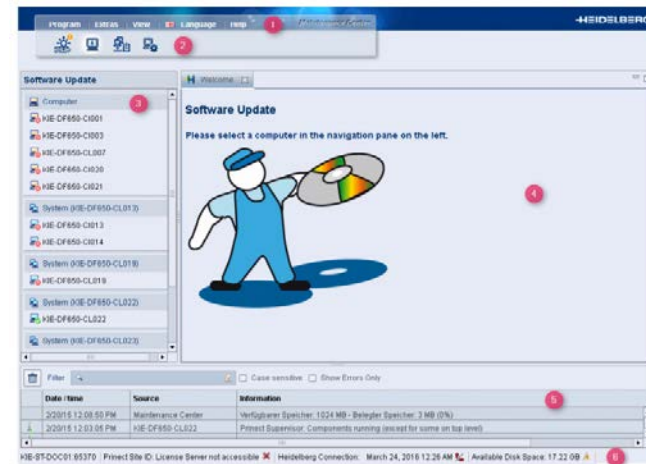 Program Extras View Language Help 1
HEIDELBERG
2
Software Update
Welcome
Computer 3
KIE-DF650-CI001
KIE-DF650-CI003
KIE-DF650-CL007
KIE-DF650-CI020
KIE-DF650-CI021
System (KIE-DF650-CL013)
KIE-DF650-CI013
KIE-DF650-CI014
System (KIE-DF650-CL019)
KIE-DF650-CL019
System (KIE-DF650-CL022)
KIE-DF650-CL022
System (KIE-DF650-CL023)
Software Update
Please select a computer in the navigation pane on the left.
4
Filter Case sensitive Show Errors Only
Date /time Source Information 5
2/20/15 12:08:50 PM Maintenance Center Verfügbarer Speicher: 1024 MB - Belegter Speicher: 3 MB (0%)
2/20/15 12:03:05 PM KIE-DF650-CL022 Prinect Supervisor: Components running (except for some on top level)
KIE-ST-DOC01:85370 Prinect Site ID: License Server not accessible Heidelberg Connection: March 24, 2016 12:26 AM Available Disk Space: 17.22 GB 6